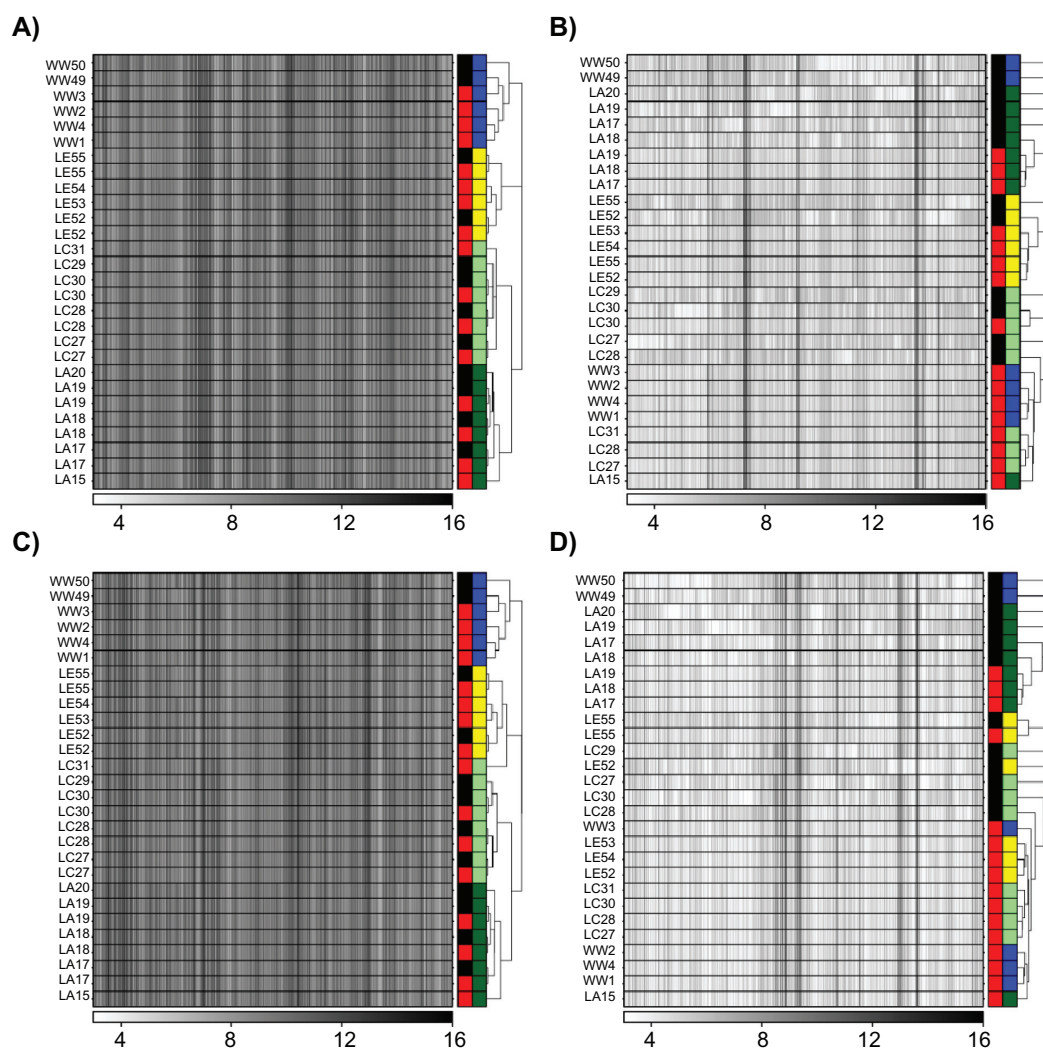 A)
WW50
WW49
WW3
WW2
WW4
WW1
LE55
LE55
LE54
LE53
LE52
LE52
LC31
LC29
LC30
LC30
LC28
LC28
LC27
LC27
LA20
LA19
LA19
LA18
LA18
LA17
LA17
LA15
4 8 12 16
B)
WW50
WW49
LA20
LA19
LA17
LA18
LA19
LA18
LA17
LE55
LE52
LE53
LE54
LE55
LE52
LC29
LC30
LC30
LC27
LC28
WW3
WW2
WW4
WW1
LC31
LC28
LC27
LA15
4 8 12 16
C)
WW50
WW49
WW3
WW2
WW4
WW1
LE55
LE55
LE54
LE53
LE52
LE52
LC31
LC29
LC30
LC30
LC28
LC28
LC27
LC27
LA20
LA19
LA19
LA18
LA18
LA17
LA17
LA15
4 8 12 16
D)
WW50
WW49
LA20
LA19
LA17
LA18
LA19
LA18
LA17
LE55
LE55
LC29
LE52
LC27
LC30
LC28
WW3
LE53
LE54
LE52
LC31
LC30
LC28
LC27
WW2
WW4
WW1
LA15
4 8 12 16